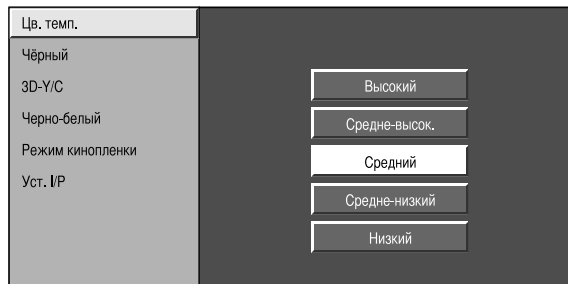 Цв. темп.
Чёрный
3D-Y/C
Черно-белый
Режим кинопленки
Уст. I/P
Высокий
Средне-высок.
Средний
Средне-низкий
Низкий